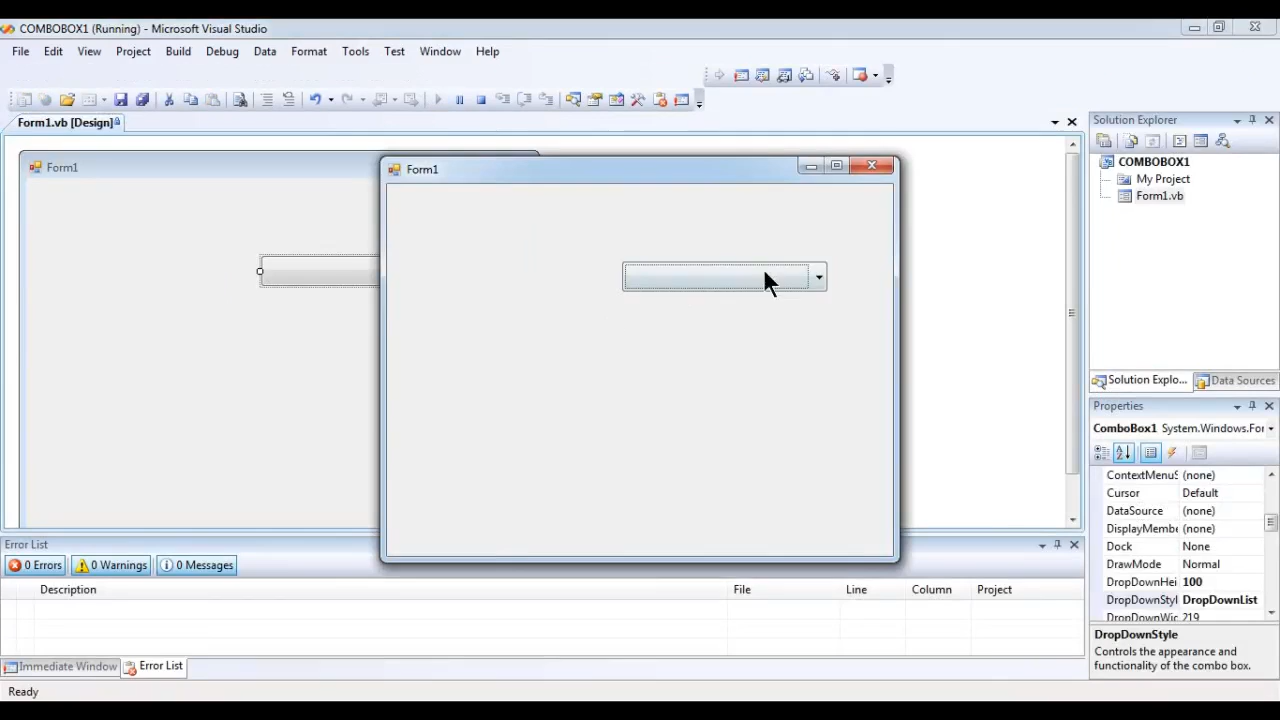 COMBOBOX1 (Running) - Microsoft Visual Studio
File Edit View Project Build Debug Data Format Tools Test Window Help
Form1.vb [Design]
Solution Explorer
Form1
Form1
COMBOBOX1
My Project
Form1.vb
Solution Explo... Data Sources
Properties
ComboBox1 System.Windows.For
ContextMenuS (none)
Cursor Default
DataSource (none)
DisplayMembe (none)
Dock None
DrawMode Normal
DropDownHei 100
DropDownStyl DropDownList
DropDownWid 219
DropDownStyle
Controls the appearance and
functionality of the combo box.
Error List
0 Errors 0 Warnings 0 Messages
Description File Line Column Project
Immediate Window Error List
Ready